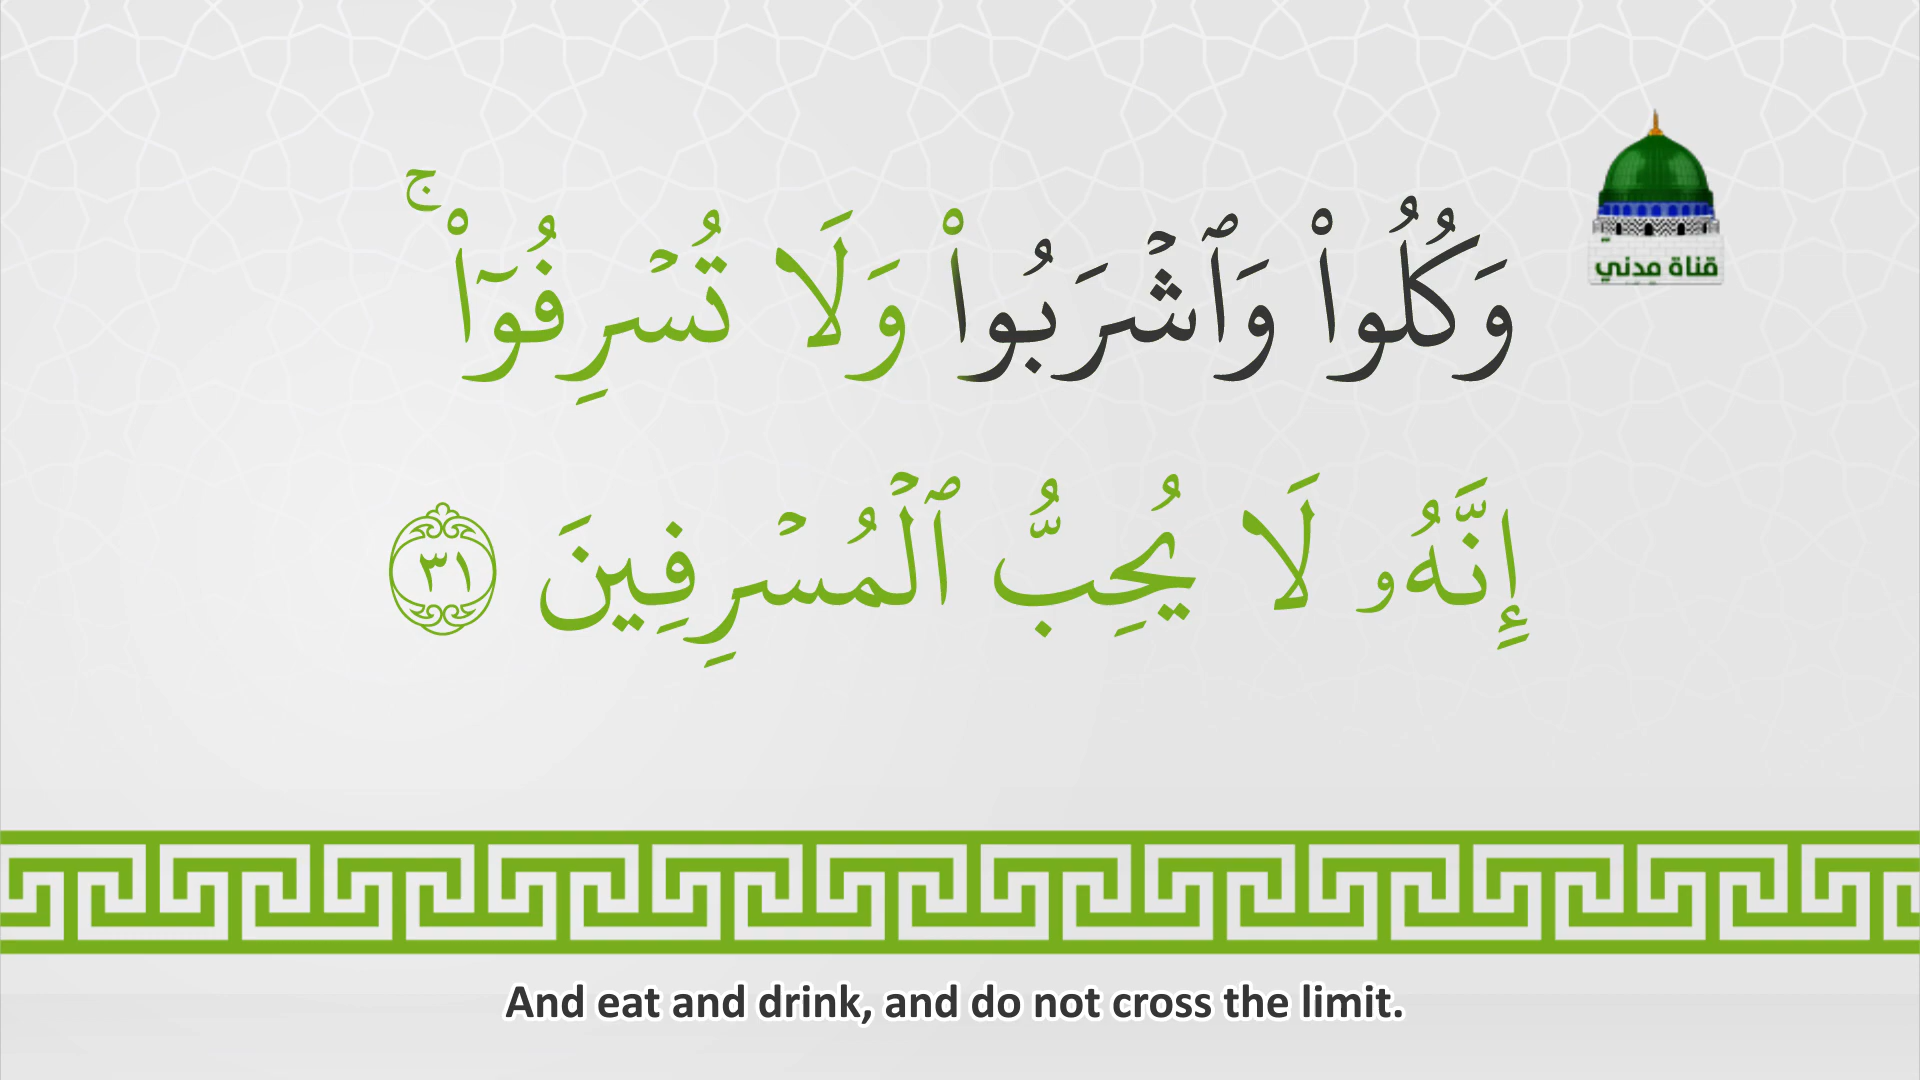 وَكُلُوا۟ وَٱشْرَبُوا۟ وَلَا تُسْرِفُوٓا۟ ۚ
إِنَّهُۥ لَا يُحِبُّ ٱلْمُسْرِفِينَ ٣١
قناة مدني
And eat and drink, and do not cross the limit.